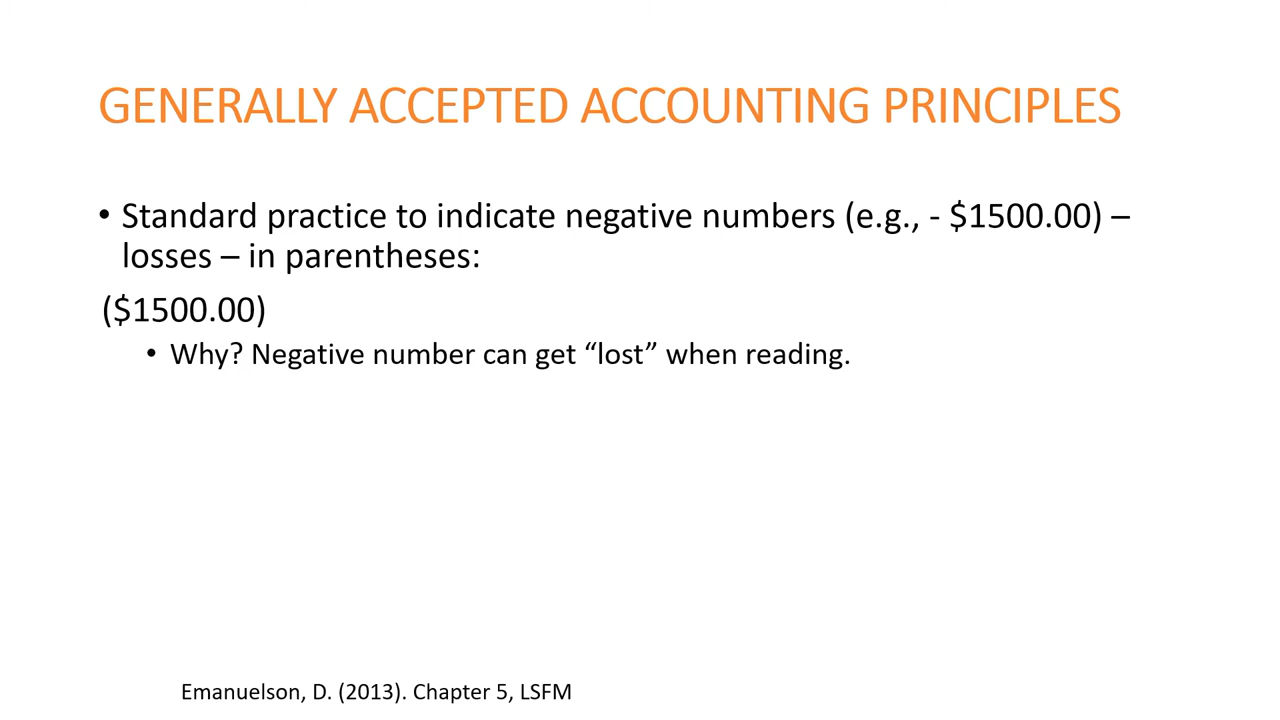 GENERALLY ACCEPTED ACCOUNTING PRINCIPLES
• Standard practice to indicate negative numbers (e.g., - $1500.00) –
losses – in parentheses:
($1500.00)
• Why? Negative number can get “lost” when reading.
Emanuelson, D. (2013). Chapter 5, LSFM